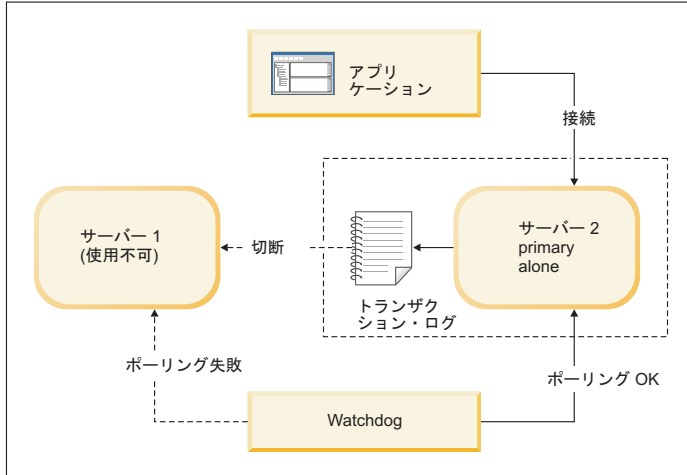 アプリ
ケーション
接続
サーバー 1
(使用不可)
切断
サーバー 2
primary
alone
トランザク
ション・ログ
ポーリング失敗
ポーリング OK
Watchdog